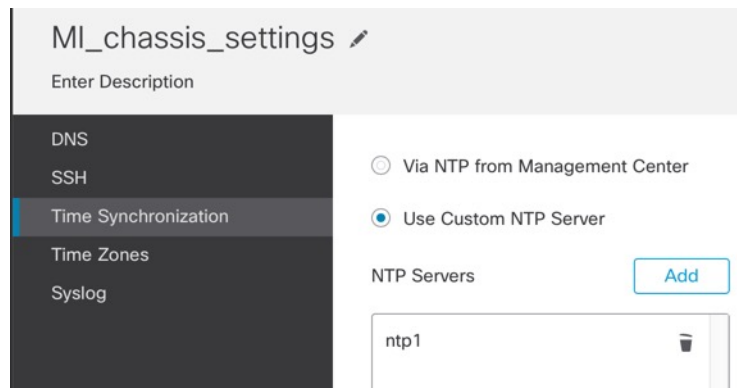 MI_chassis_settings
Enter Description
DNS
SSH
Time Synchronization
Time Zones
Syslog
Via NTP from Management Center
Use Custom NTP Server
NTP Servers
Add
ntp1